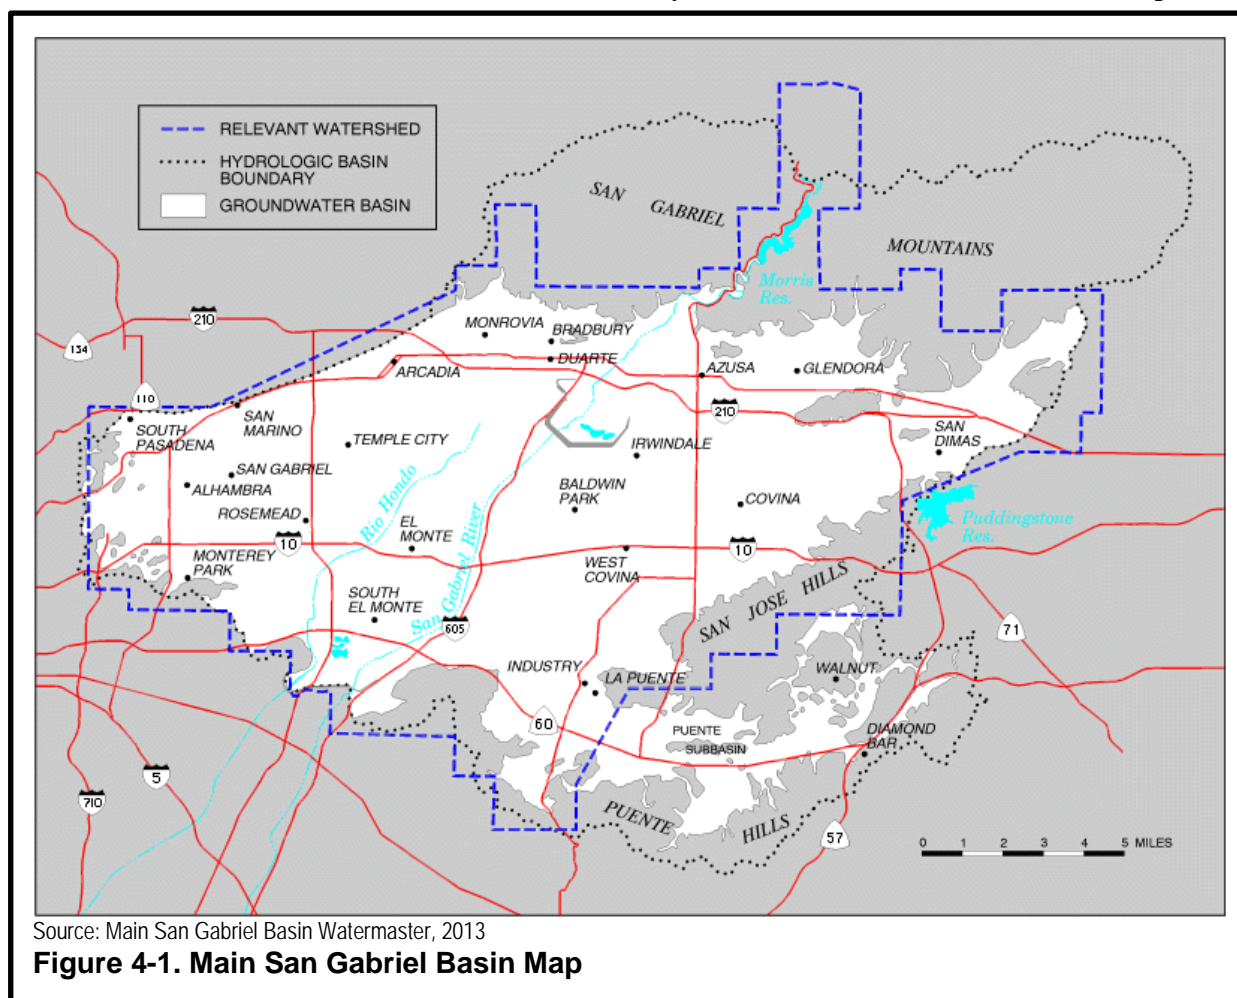 RELEVANT WATERSHED
HYDROLOGIC BASIN
BOUNDARY
GROUNDWATER BASIN
SAN GABRIEL
MOUNTAINS
Morris
Res.
210
134
110
MONROVIA
BRADBURY
DUARTE
ARCADIA
AZUSA
GLENDORA
210
SOUTH
PASADENA
SAN
MARINO
TEMPLE CITY
SAN GABRIEL
ALHAMBRA
ROSEMEAD
Rio Hondo
IRWINDALE
BALDWIN
PARK
COVINA
SAN
DIMAS
Puddingstone
Res.
10
MONTEREY
PARK
EL
MONTE
San Gabriel River
WEST
COVINA
10
SOUTH
EL MONTE
605
SAN JOSE HILLS
71
INDUSTRY
LA PUENTE
WALNUT
60
PUENTE
SUBBASIN
DIAMOND
BAR
5
710
PUENTE HILLS
57
0 1 2 3 4 5 MILES
Source: Main San Gabriel Basin Watermaster, 2013
Figure 4-1. Main San Gabriel Basin Map